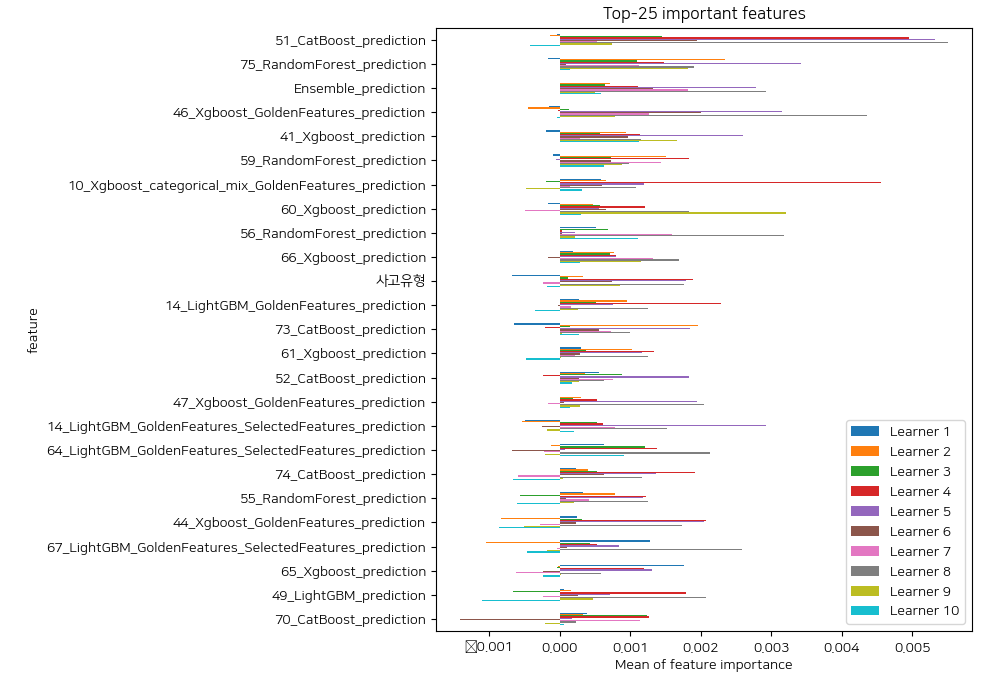 Top-25 important features
51_CatBoost_prediction
75_RandomForest_prediction
Ensemble_prediction
46_Xgboost_GoldenFeatures_prediction
41_Xgboost_prediction
59_RandomForest_prediction
10_Xgboost_categorical_mix_GoldenFeatures_prediction
60_Xgboost_prediction
56_RandomForest_prediction
66_Xgboost_prediction
사고유형
14_LightGBM_GoldenFeatures_prediction
73_CatBoost_prediction
61_Xgboost_prediction
52_CatBoost_prediction
47_Xgboost_GoldenFeatures_prediction
14_LightGBM_GoldenFeatures_SelectedFeatures_prediction
64_LightGBM_GoldenFeatures_SelectedFeatures_prediction
74_CatBoost_prediction
55_RandomForest_prediction
44_Xgboost_GoldenFeatures_prediction
67_LightGBM_GoldenFeatures_SelectedFeatures_prediction
65_Xgboost_prediction
49_LightGBM_prediction
70_CatBoost_prediction
feature
Learner 1
Learner 2
Learner 3
Learner 4
Learner 5
Learner 6
Learner 7
Learner 8
Learner 9
Learner 10
0.001 0.000 0.001 0.002 0.003 0.004 0.005
Mean of feature importance